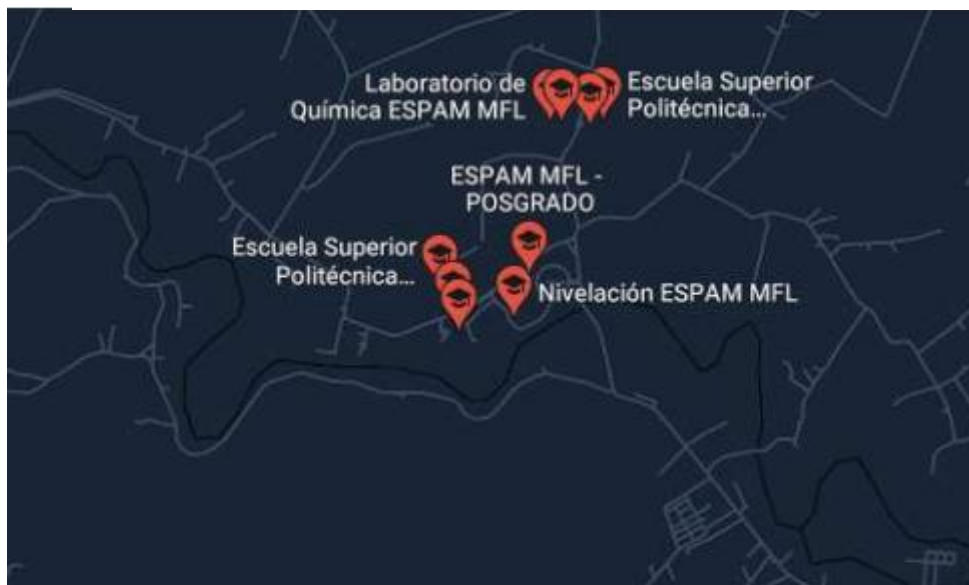 Laboratorio de
Química ESPAM MFL
Escuela Superior
Politécnica...
ESPAM MFL -
POSGRADO
Escuela Superior
Politécnica...
Nivelación ESPAM MFL